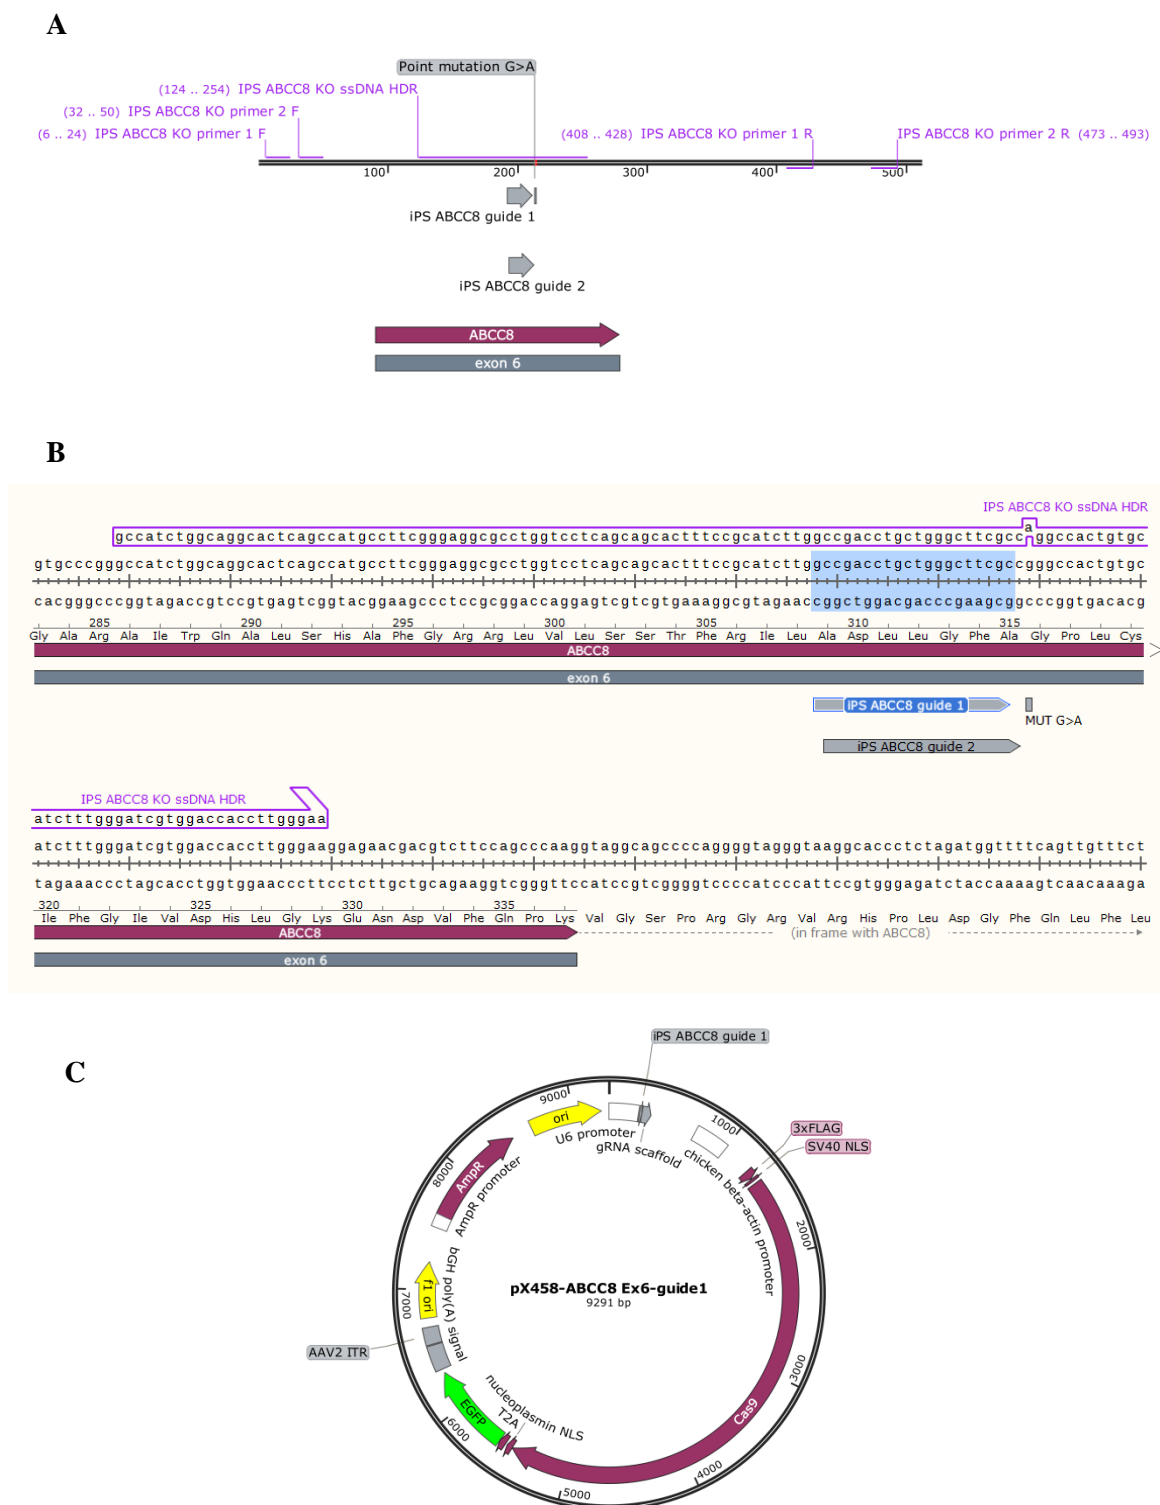 A
Point mutation G>A
(124 .. 254) IPS ABCC8 KO ssDNA HDR
(32 .. 50) IPS ABCC8 KO primer 2 F
(6 .. 24) IPS ABCC8 KO primer 1 F
(408 .. 428) IPS ABCC8 KO primer 1 R
IPS ABCC8 KO primer 2 R (473 .. 493)
100 200 300 400 500
iPS ABCC8 guide 1
iPS ABCC8 guide 2
ABCC8
exon 6
B
IPS ABCC8 KO ssDNA HDR
a
gccatctggcaggcactcagccatgccttcgggaggcgcctggtcctcagcagcactttccgcatcttggccgacctgctgggcttcgcc ggccactgtgc
gtgcccgggccatctggcaggcactcagccatgccttcgggaggcgcctggtcctcagcagcactttccgcatcttggccgacctgctgggcttcgccgggccactgtgc
cacgggcccggtagaccgtccgtgagtcggtacggaagccctccgcggaccaggagtcgtcgtgaaaggcgtagaaccggctggacgacccgaagcggcccggtgacacg
285 290 295 300 305 310 315
Gly Ala Arg Ala Ile Trp Gln Ala Leu Ser His Ala Phe Gly Arg Arg Leu Val Leu Ser Ser Thr Phe Arg Ile Leu Ala Asp Leu Leu Gly Phe Ala Gly Pro Leu Cys
ABCC8
exon 6
iPS ABCC8 guide 1
MUT G>A
iPS ABCC8 guide 2
IPS ABCC8 KO ssDNA HDR
atctttgggatcgtggaccaccttgggaa
atctttgggatcgtggaccaccttgggaaggagaacgacgtcttccagcccaaggtaggcagccccaggggtagggtaaggcaccctctagatggttttcagttgtttct
tagaaaccctagcacctggtggaacccttcctcttgctgcagaaggtcgggttccatccgtcggggtccccatcccattccgtgggagatctaccaaaagtcaacaaaga
320 325 330 335
Ile Phe Gly Ile Val Asp His Leu Gly Lys Glu Asn Asp Val Phe Gln Pro Lys Val Gly Ser Pro Arg Gly Arg Val Arg His Pro Leu Asp Gly Phe Gln Leu Phe Leu
ABCC8
(in frame with ABCC8)
exon 6
C
iPS ABCC8 guide 1
9000
ori
U6 promoter
gRNA scaffold
1000
3xFLAG
SV40 NLS
chicken beta-actin promoter
8000
AmpR
AmpR promoter
2000
pX458-ABCC8 Ex6-guide1
9291 bp
bGH poly(A) signal
f1 ori
7000
AAV2 ITR
3000
nucleoplasmin NLS
T2A
EGFP
6000
Cas9
4000
5000